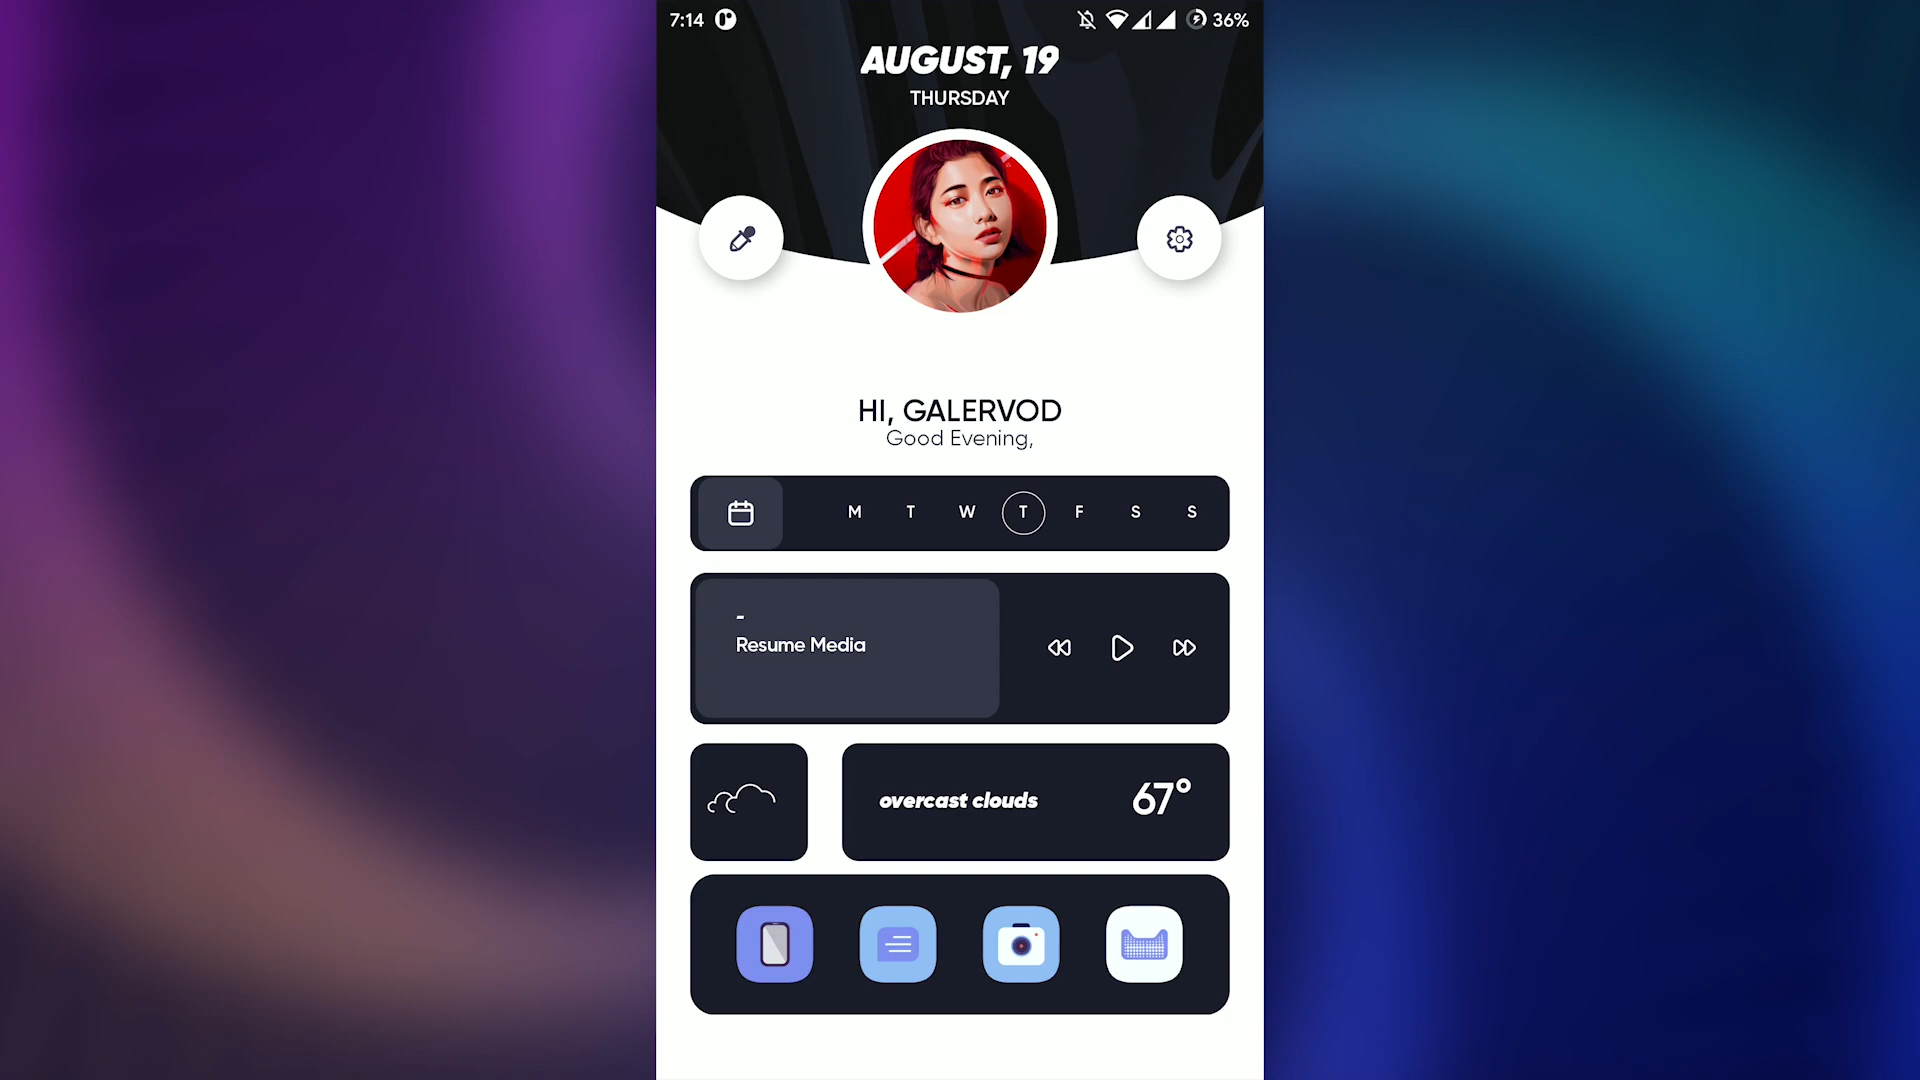 7:14
36%
AUGUST, 19
THURSDAY
HI, GALERVOD
Good Evening,
M T W T F S S
-
Resume Media
overcast clouds 67°